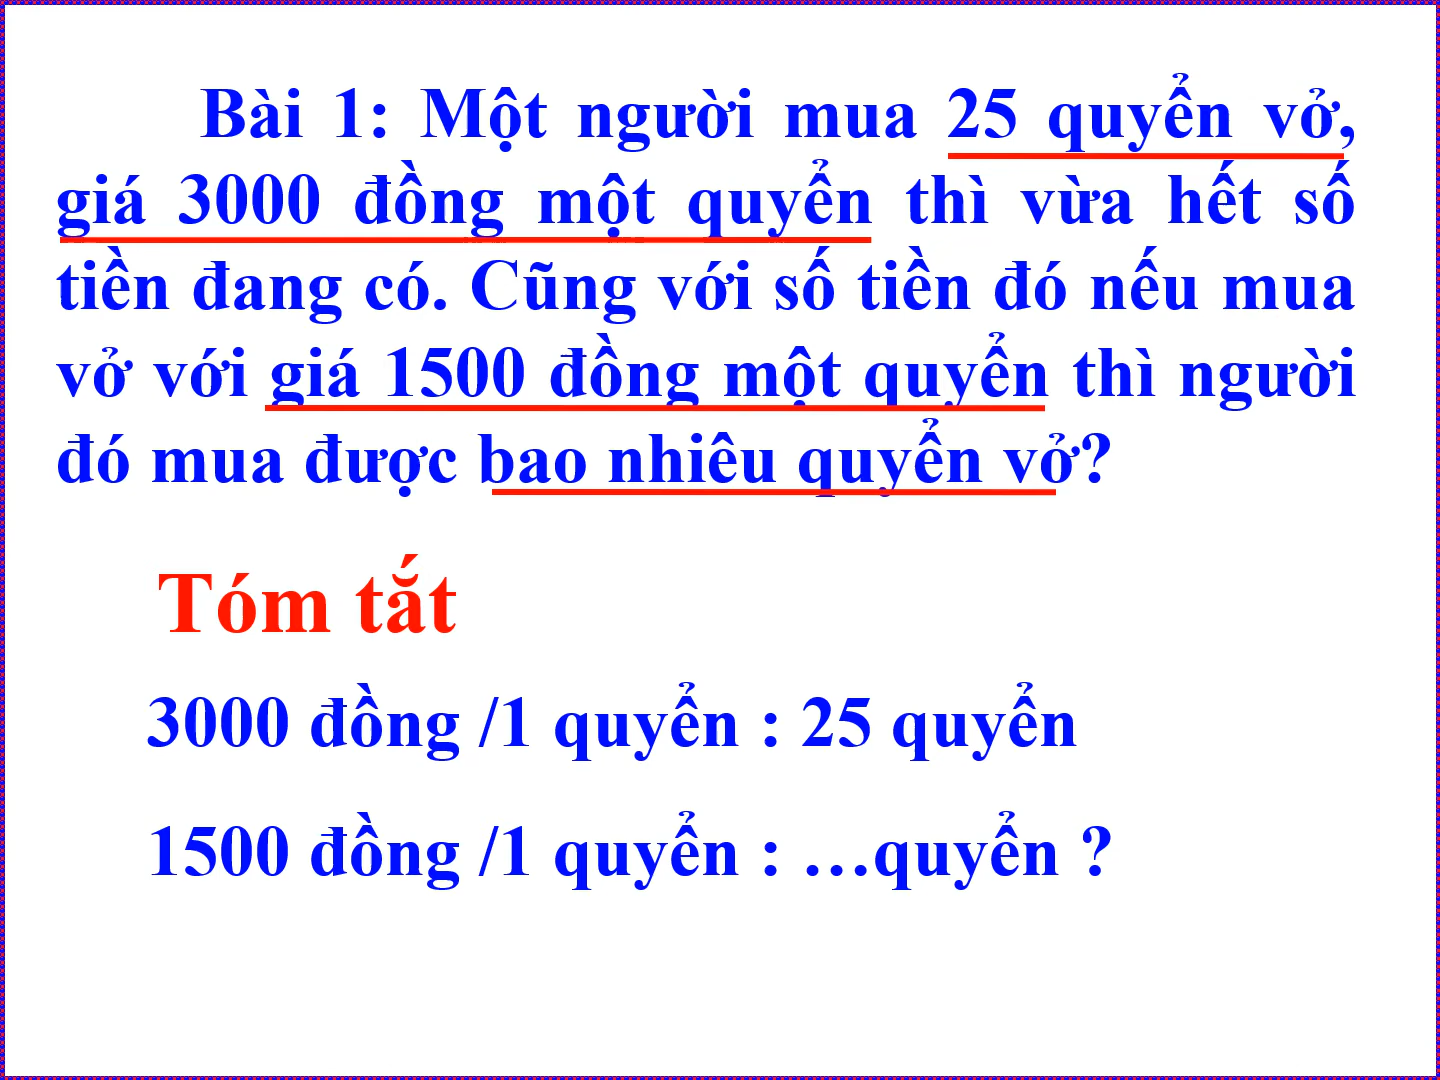 Bài 1: Một người mua 25 quyển vở,
giá 3000 đồng một quyển thì vừa hết số
tiền đang có. Cũng với số tiền đó nếu mua
vở với giá 1500 đồng một quyển thì người
đó mua được bao nhiêu quyển vở?
Tóm tắt
3000 đồng /1 quyển : 25 quyển
1500 đồng /1 quyển : …quyển ?